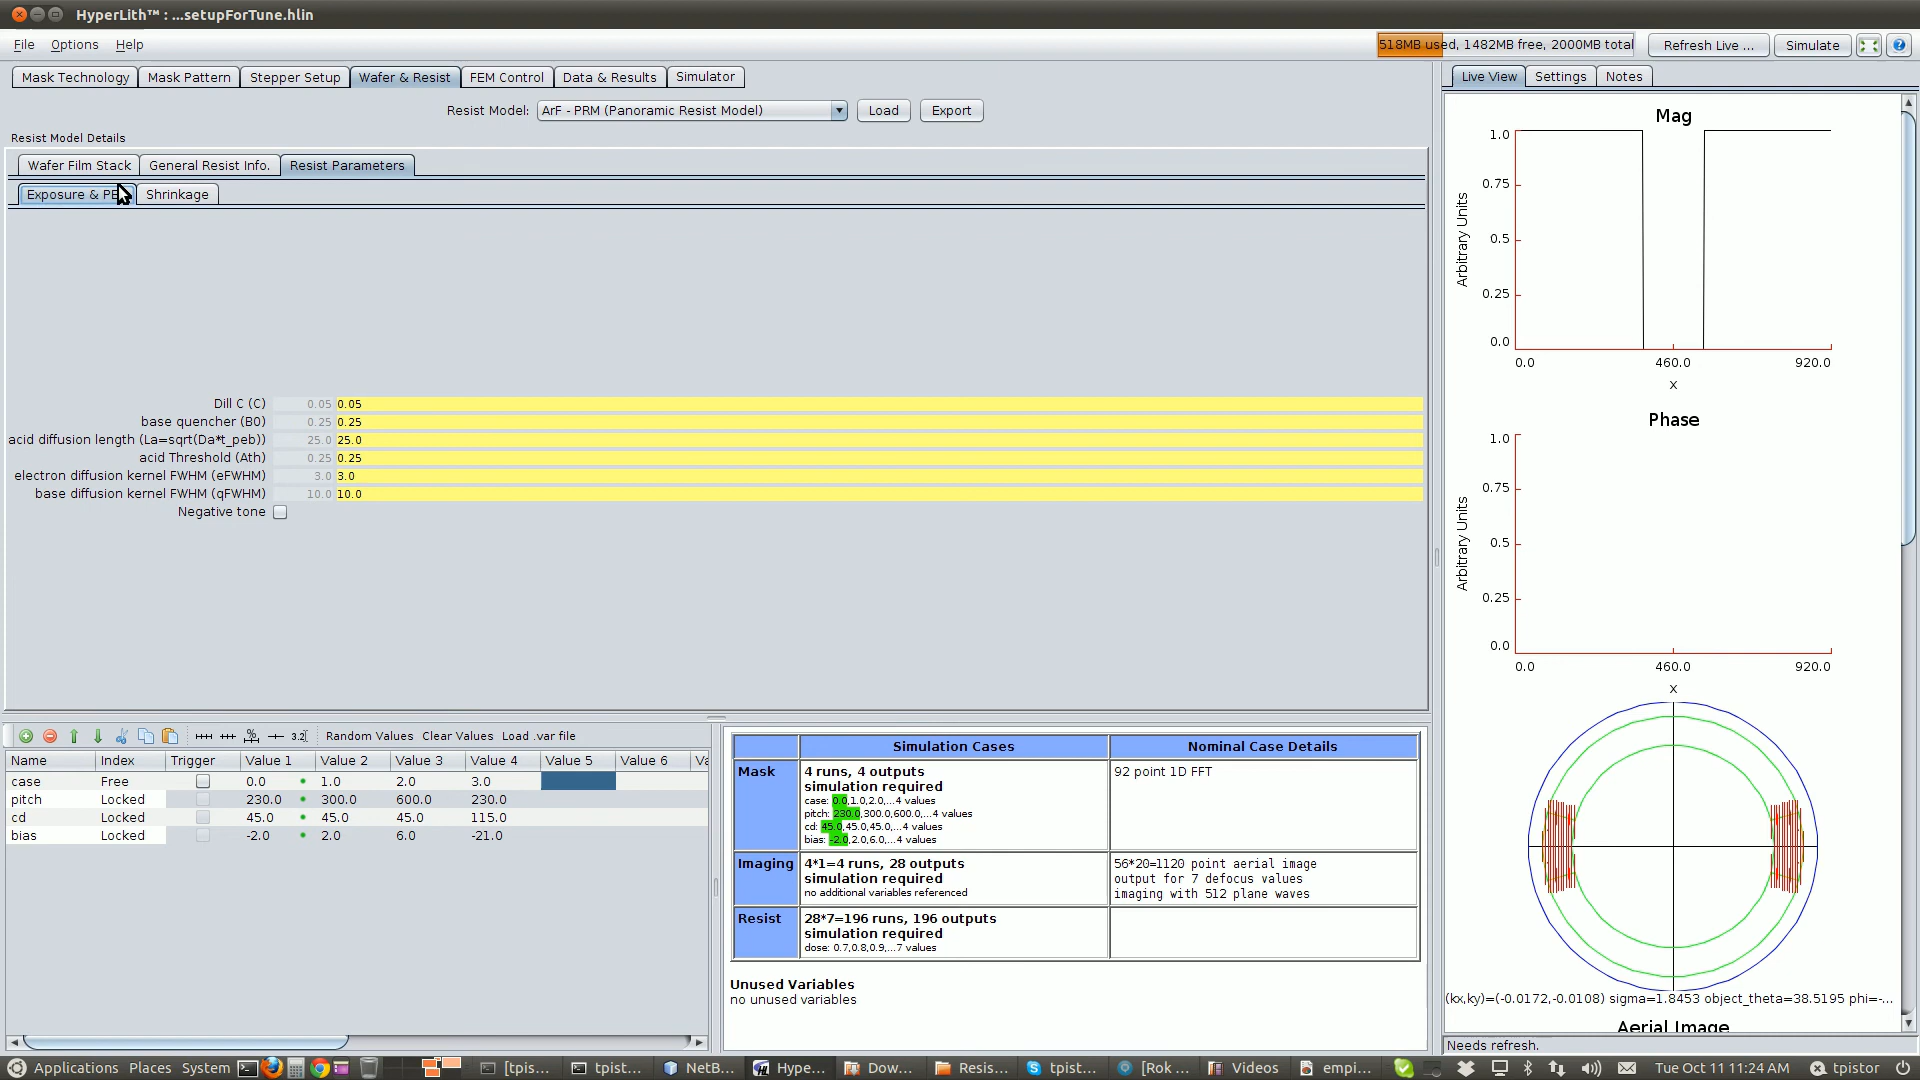 HyperLith™ : ...setupForTune.hlin
File Options Help
518MB used, 1482MB free, 2000MB total
Refresh Live ...
Simulate
Mask Technology Mask Pattern Stepper Setup Wafer & Resist FEM Control Data & Results Simulator
Live View Settings Notes
Resist Model: ArF - PRM (Panoramic Resist Model) Load Export
Resist Model Details
Wafer Film Stack General Resist Info. Resist Parameters
Exposure & Shrinkage
Dill C (C) 0.05 0.05
base quencher (B0) 0.25 0.25
acid diffusion length (La=sqrt(Da*t_peb)) 25.0 25.0
acid Threshold (Ath) 0.25 0.25
electron diffusion kernel FWHM (eFWHM) 3.0 3.0
base diffusion kernel FWHM (qFWHM) 10.0 10.0
Negative tone
Mag
1.0
0.75
0.5
0.25
0.0
Arbitrary Units
0.0 460.0 920.0
x
Phase
1.0
0.75
0.5
0.25
0.0
Arbitrary Units
0.0 460.0 920.0
x
(kx,ky)=(-0.0172,-0.0108) sigma=1.8453 object_theta=38.5195 phi=-...
Aerial Image
Needs refresh.
3.2 Random Values Clear Values Load .var file
Name Index Trigger Value 1 Value 2 Value 3 Value 4 Value 5 Value 6 Va
case Free 0.0 1.0 2.0 3.0
pitch Locked 230.0 300.0 600.0 230.0
cd Locked 45.0 45.0 45.0 115.0
bias Locked -2.0 2.0 6.0 -21.0
Simulation Cases Nominal Case Details
Mask 4 runs, 4 outputs 92 point 1D FFT
simulation required
case: 0.0,1.0,2.0,...4 values
pitch: 230.0,300.0,600.0,...4 values
cd: 45.0,45.0,45.0,...4 values
bias: -2.0,2.0,6.0,...4 values
Imaging 4*1=4 runs, 28 outputs 56*20=1120 point aerial image
simulation required output for 7 defocus values
no additional variables referenced imaging with 512 plane waves
Resist 28*7=196 runs, 196 outputs
simulation required
dose: 0.7,0.8,0.9,...7 values
Unused Variables
no unused variables
Applications Places System [tpis... tpist... NetB... Hype... Dow... Resis... tpist... [Rok ... Videos empi... Tue Oct 11 11:24 AM tpistor